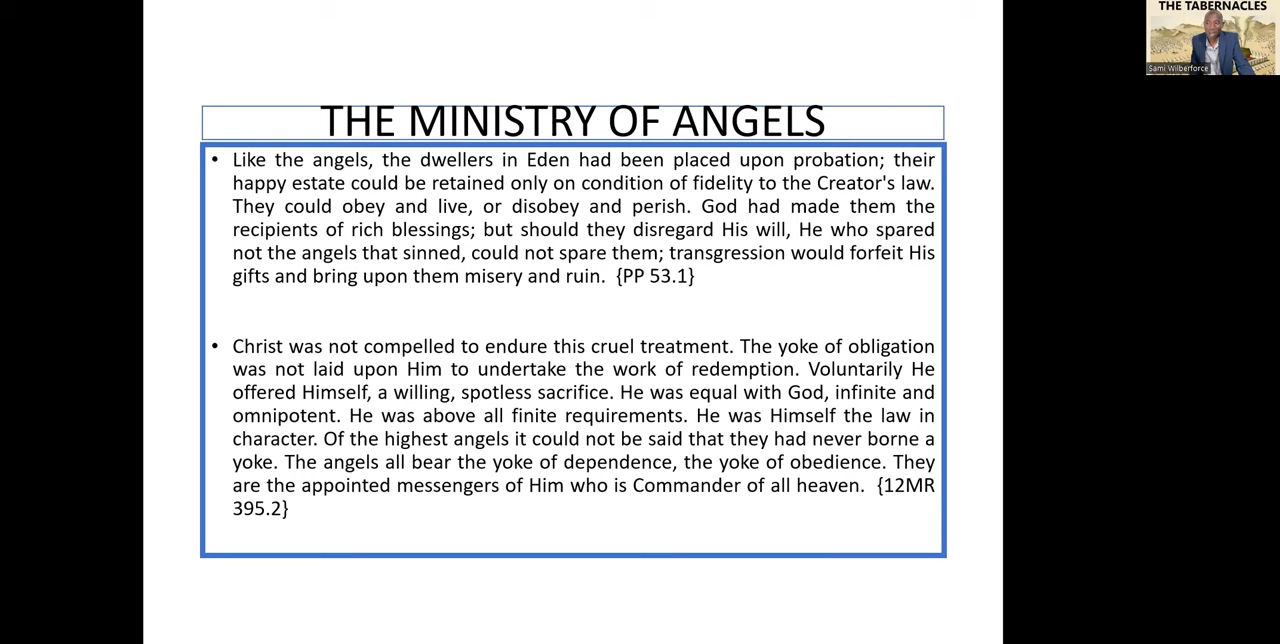 THE TABERNACLES
Sami Wilberforce
THE MINISTRY OF ANGELS
• Like the angels, the dwellers in Eden had been placed upon probation; their
happy estate could be retained only on condition of fidelity to the Creator's law.
They could obey and live, or disobey and perish. God had made them the
recipients of rich blessings; but should they disregard His will, He who spared
not the angels that sinned, could not spare them; transgression would forfeit His
gifts and bring upon them misery and ruin. {PP 53.1}
• Christ was not compelled to endure this cruel treatment. The yoke of obligation
was not laid upon Him to undertake the work of redemption. Voluntarily He
offered Himself, a willing, spotless sacrifice. He was equal with God, infinite and
omnipotent. He was above all finite requirements. He was Himself the law in
character. Of the highest angels it could not be said that they had never borne a
yoke. The angels all bear the yoke of dependence, the yoke of obedience. They
are the appointed messengers of Him who is Commander of all heaven. {12MR
395.2}